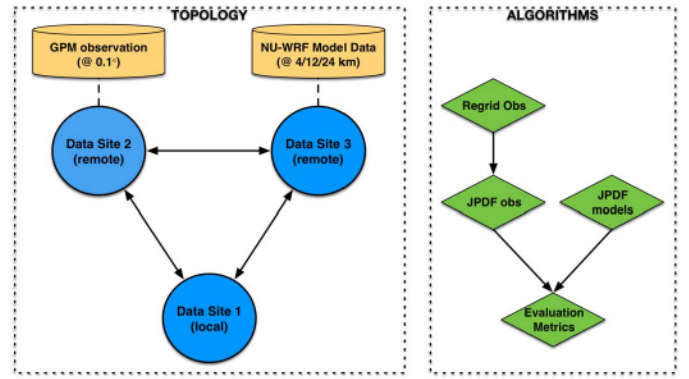 TOPOLOGY
GPM observation
(@ 0.1°)
NU-WRF Model Data
(@ 4/12/24 km)
Data Site 2
(remote)
Data Site 3
(remote)
Data Site 1
(local)
ALGORITHMS
Regrid Obs
JPDF obs
JPDF
models
Evaluation
Metrics